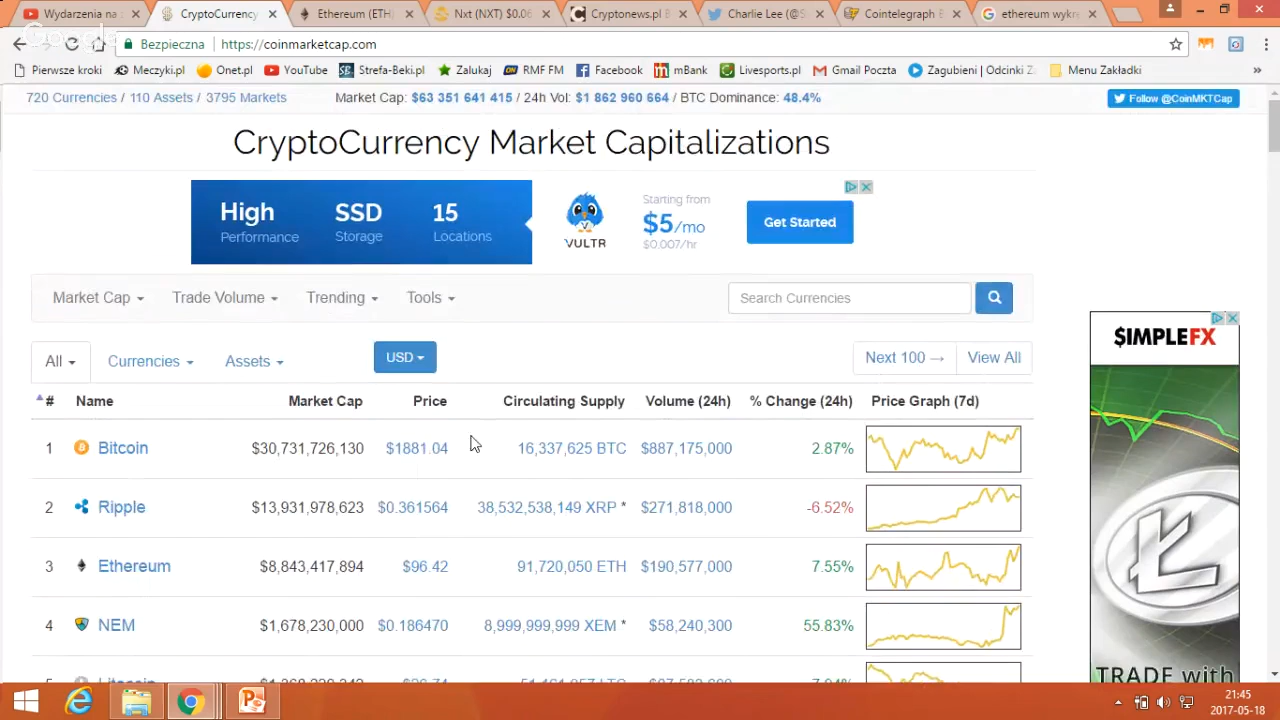 Wydarzenia na
CryptoCurrency
Ethereum (ETH
Nxt (NXT) $0.06
Cryptonews.pl
Charlie Lee (@S
Cointelegraph B
ethereum wykre
Google
Bezpieczna
https://coinmarketcap.com
Pierwsze kroki
Meczyki.pl
Onet.pl
YouTube
Strefa-Beki.pl
Zalukaj
RMF FM
Facebook
mBank
Livesports.pl
Gmail Poczta
Zagubieni | Odcinki
Menu Zakładki
720 Currencies / 110 Assets / 3795 Markets
Market Cap: $63 351 641 415 / 24h Vol: $1 862 960 664 / BTC Dominance: 48.4%
Follow @CoinMKTCap
CryptoCurrency Market Capitalizations
High SSD 15
Performance Storage Locations
VULTR
Starting from
$5/mo
$0.007/hr
Get Started
Market Cap Trade Volume Trending Tools
Search Currencies
All Currencies Assets USD Next 100 → View All
# Name Market Cap Price Circulating Supply Volume (24h) % Change (24h) Price Graph (7d)
1 Bitcoin $30,731,726,130 $1881.04 16,337,625 BTC $887,175,000 2.87%
2 Ripple $13,931,978,623 $0.361564 38,532,538,149 XRP * $271,818,000 -6.52%
3 Ethereum $8,843,417,894 $96.42 91,720,050 ETH $190,577,000 7.55%
4 NEM $1,678,230,000 $0.186470 8,999,999,999 XEM * $58,240,300 55.83%
$IMPLEFX
TRADE with
21:45
2017-05-18